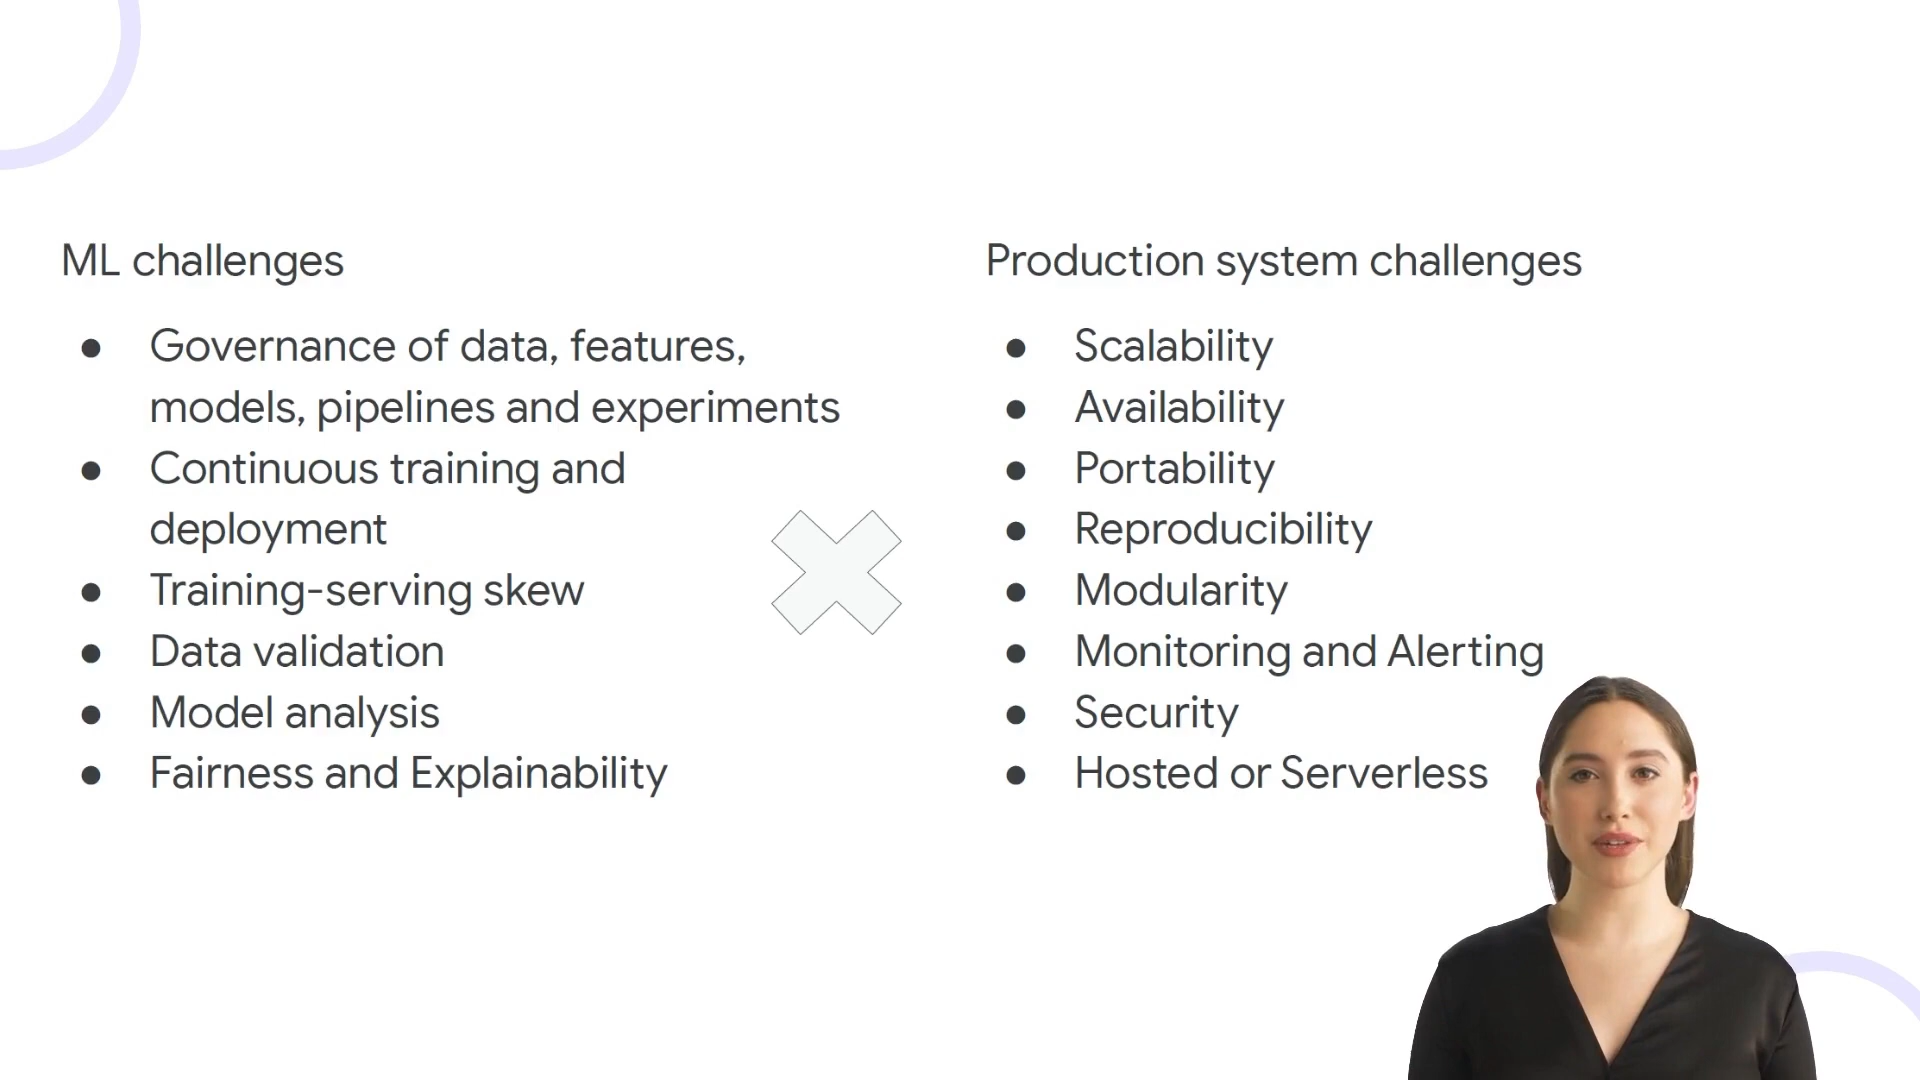 ML challenges
● Governance of data, features,
models, pipelines and experiments
● Continuous training and
deployment
● Training-serving skew
● Data validation
● Model analysis
● Fairness and Explainability
Production system challenges
● Scalability
● Availability
● Portability
● Reproducibility
● Modularity
● Monitoring and Alerting
● Security
● Hosted or Serverless